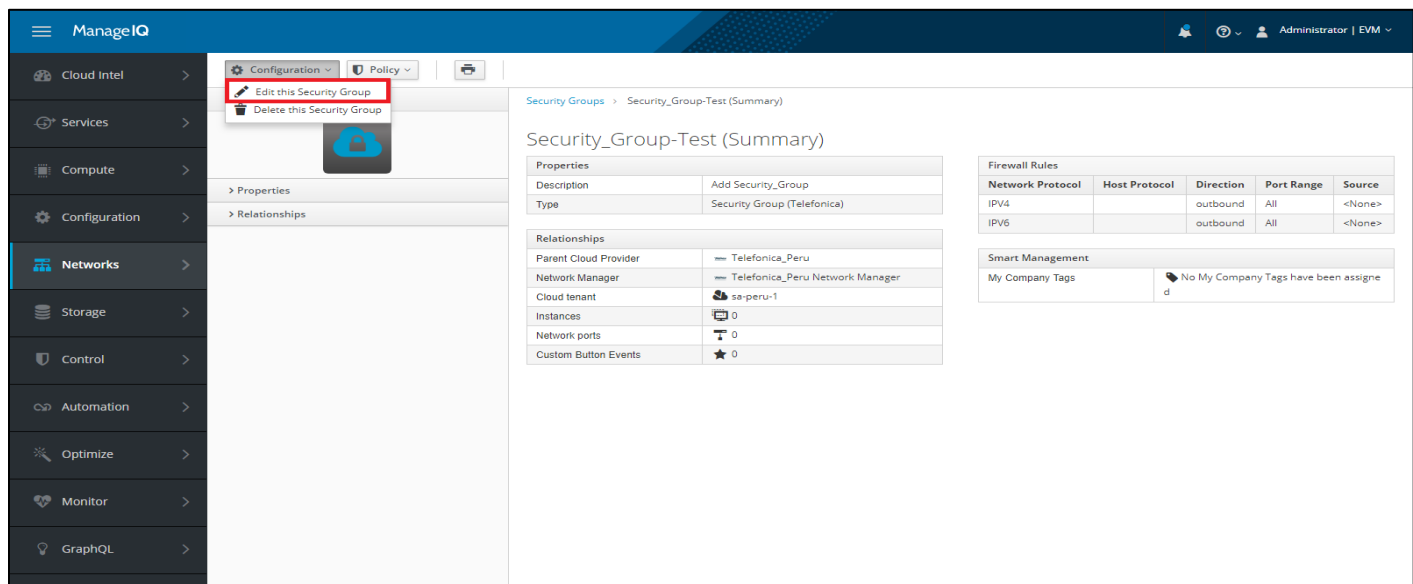 ManageIQ
Administrator | EVM
Cloud Intel
Services
Compute
Configuration
Networks
Storage
Control
Automation
Optimize
Monitor
GraphQL
Configuration Policy
Edit this Security Group
Delete this Security Group
Properties
Relationships
Security Groups > Security_Group-Test (Summary)
Security_Group-Test (Summary)
Properties
Description Add Security_Group
Type Security Group (Telefonica)
Relationships
Parent Cloud Provider Telefonica_Peru
Network Manager Telefonica_Peru Network Manager
Cloud tenant sa-peru-1
Instances 0
Network ports 0
Custom Button Events 0
Firewall Rules
Network Protocol Host Protocol Direction Port Range Source
IPV4 outbound All <None>
IPV6 outbound All <None>
Smart Management
My Company Tags No My Company Tags have been assigne
d